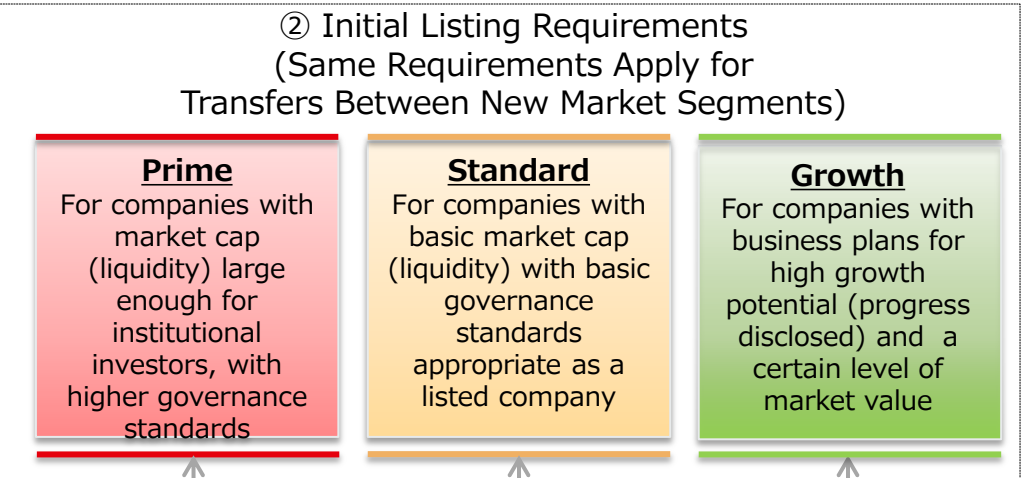 ② Initial Listing Requirements
(Same Requirements Apply for
Transfers Between New Market Segments)
Prime
For companies with
market cap
(liquidity) large
enough for
institutional
investors, with
higher governance
standards
Standard
For companies with
basic market cap
(liquidity) with basic
governance
standards
appropriate as a
listed company
Growth
For companies with
business plans for
high growth
potential (progress
disclosed) and a
certain level of
market value